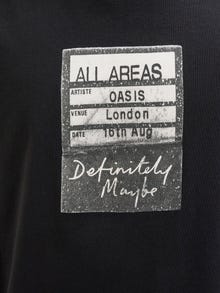 ALL AREAS
ARTISTE OASIS
VENUE London
DATE 16th Aug
Definitely
Maybe